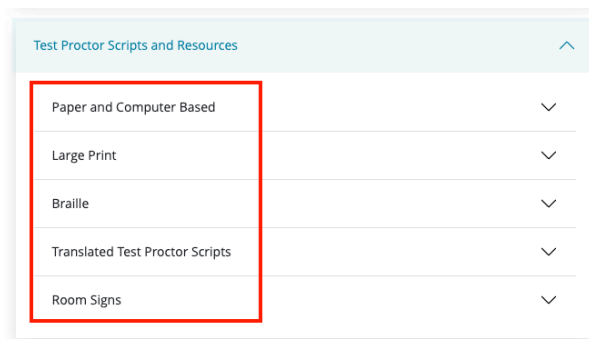 Test Proctor Scripts and Resources
Paper and Computer Based
Large Print
Braille
Translated Test Proctor Scripts
Room Signs